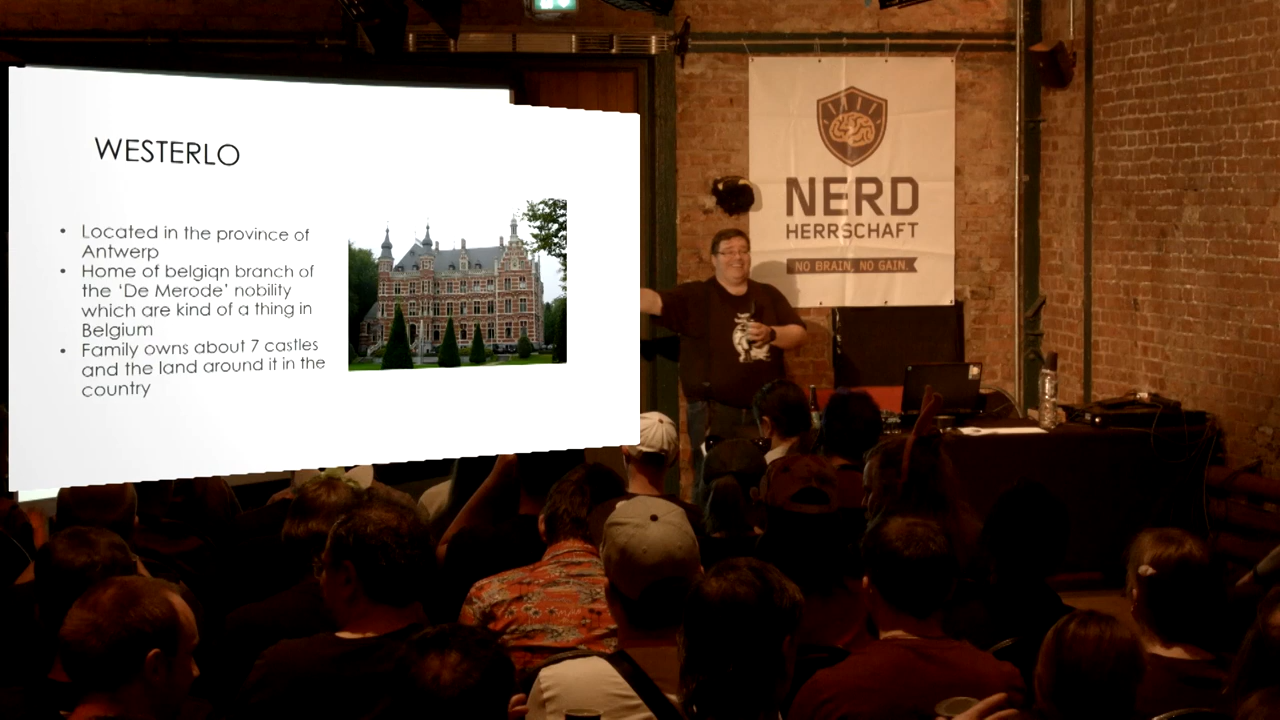 WESTERLO
• Located in the province of
Antwerp
• Home of belgiqn branch of
the ‘De Merode’ nobility
which are kind of a thing in
Belgium
• Family owns about 7 castles
and the land around it in the
country
NERD
HERRSCHAFT
NO BRAIN, NO GAIN.